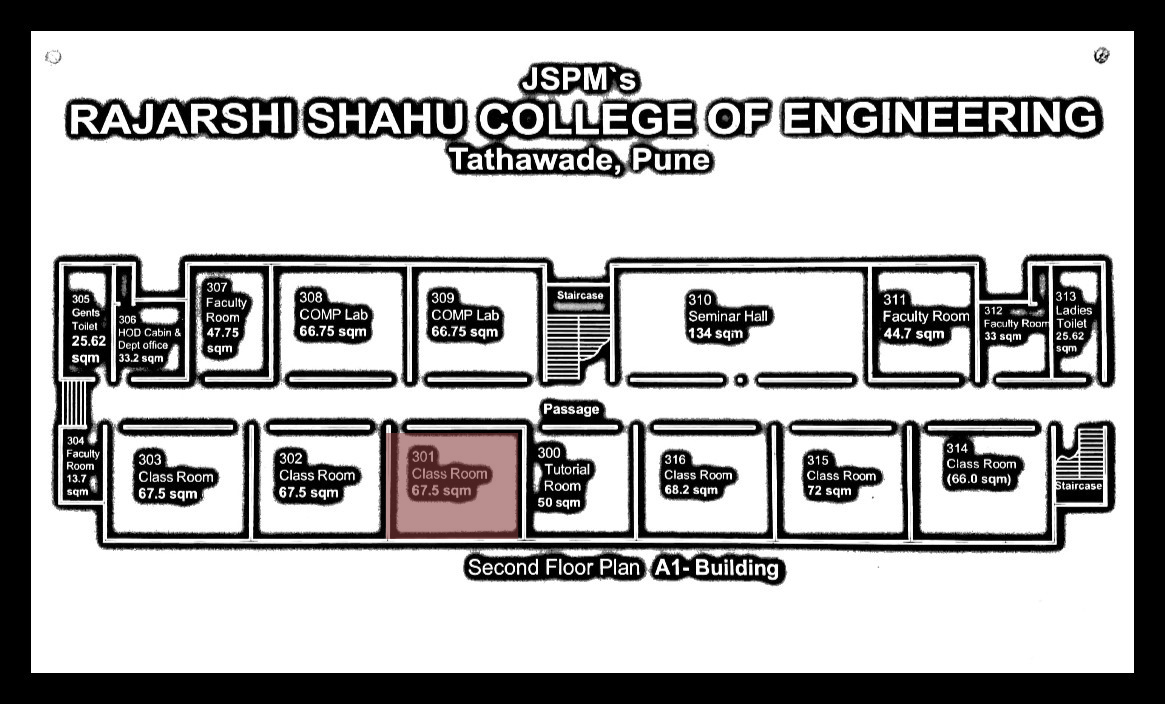 JSPM`s
RAJARSHI SHAHU COLLEGE OF ENGINEERING
Tathawade, Pune
305
Gents
Toilet
25.62
sqm
306
HOD Cabin &
Dept office
33.2 sqm
307
Faculty
Room
47.75
sqm
308
COMP Lab
66.75 sqm
309
COMP Lab
66.75 sqm
Staircase
310
Seminar Hall
134 sqm
311
Faculty Room
44.7 sqm
312
Faculty Room
33 sqm
313
Ladies
Toilet
25.62
sqm
Passage
304
Faculty
Room
13.7
sqm
303
Class Room
67.5 sqm
302
Class Room
67.5 sqm
301
Class Room
67.5 sqm
300
Tutorial
Room
50 sqm
316
Class Room
68.2 sqm
315
Class Room
72 sqm
314
Class Room
(66.0 sqm)
Staircase
Second Floor Plan A1- Building